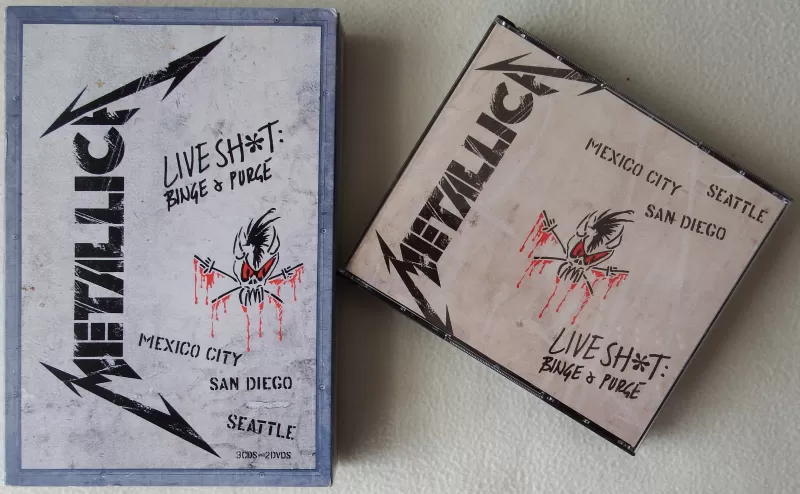 METALLICA
LIVE SH*T:
BINGE & PURGE
MEXICO CITY
SAN DIEGO
SEATTLE
3CDS AND 2DVDS
METALLICA
MEXICO CITY
SEATTLE
SAN DIEGO
LIVE SH*T:
BINGE & PURGE